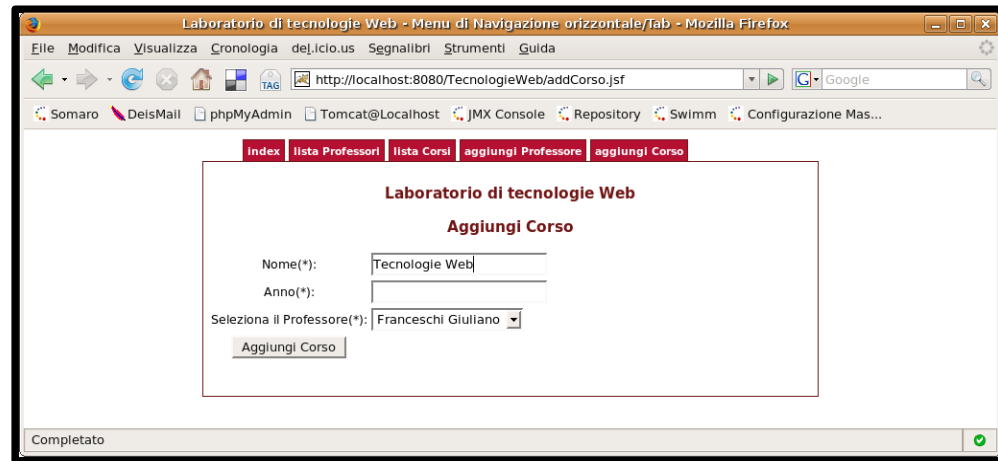 Laboratorio di tecnologie Web - Menu di Navigazione orizzontale/Tab - Mozilla Firefox
File Modifica Visualizza Cronologia del.icio.us Segnalibri Strumenti Guida
TAG http://localhost:8080/TecnologieWeb/addCorso.jsf G Google
Somaro DeisMail phpMyAdmin Tomcat@Localhost JMX Console Repository Swimm Configurazione Mas...
index lista Professori lista Corsi aggiungi Professore aggiungi Corso
Laboratorio di tecnologie Web
Aggiungi Corso
Nome(*): Tecnologie Web
Anno(*):
Seleziona il Professore(*): Franceschi Giuliano
Aggiungi Corso
Completato